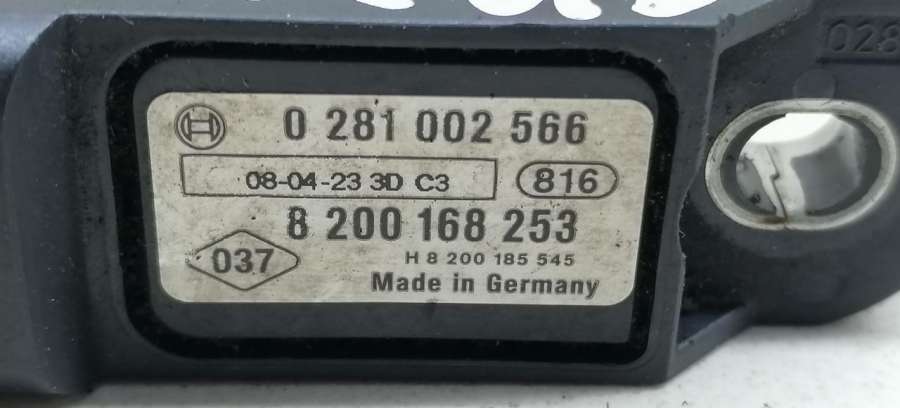 0 281 002 566
08-04-23 3D C3
816
8 200 168 253
037
H 8 200 185 545
Made in Germany
028